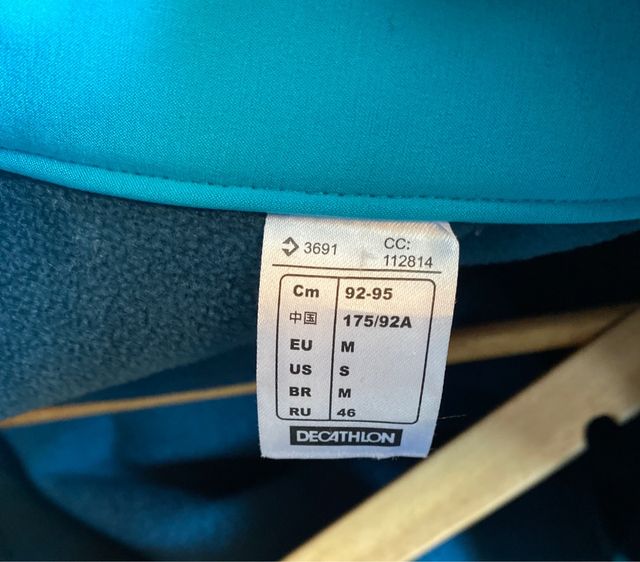 3691 CC:
112814
Cm 92-95
中国 175/92A
EU M
US S
BR M
RU 46
DECATHLON